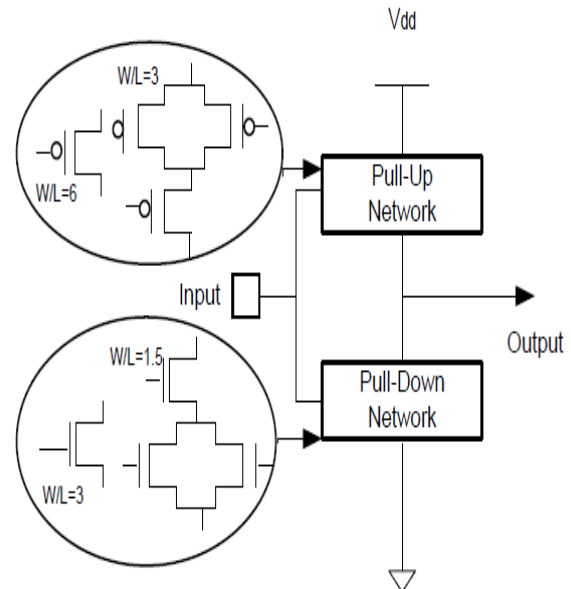 Vdd
W/L=3
W/L=6
Pull-Up
Network
Input
Output
W/L=1.5
W/L=3
Pull-Down
Network